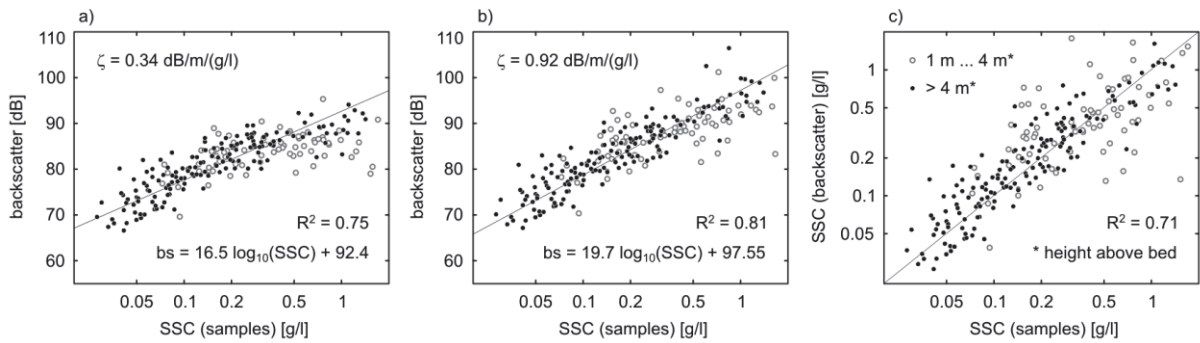 a)
110
100
90
80
70
60
backscatter [dB]
ζ = 0.34 dB/m/(g/l)
R² = 0.75
bs = 16.5 log₁₀(SSC) + 92.4
0.05 0.1 0.2 0.5 1
SSC (samples) [g/l]
b)
110
100
90
80
70
60
backscatter [dB]
ζ = 0.92 dB/m/(g/l)
R² = 0.81
bs = 19.7 log₁₀(SSC) + 97.55
0.05 0.1 0.2 0.5 1
SSC (samples) [g/l]
c)
1
0.5
0.2
0.1
0.05
SSC (backscatter) [g/l]
1 m ... 4 m*
> 4 m*
R² = 0.71
* height above bed
0.05 0.1 0.2 0.5 1
SSC (samples) [g/l]